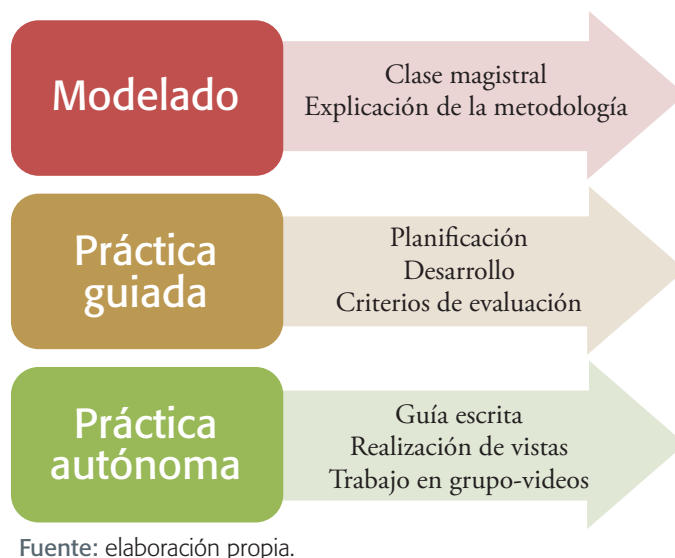 Modelado
Clase magistral
Explicación de la metodología
Práctica
guiada
Planificación
Desarrollo
Criterios de evaluación
Práctica
autónoma
Guía escrita
Realización de vistas
Trabajo en grupo-videos
Fuente: elaboración propia.